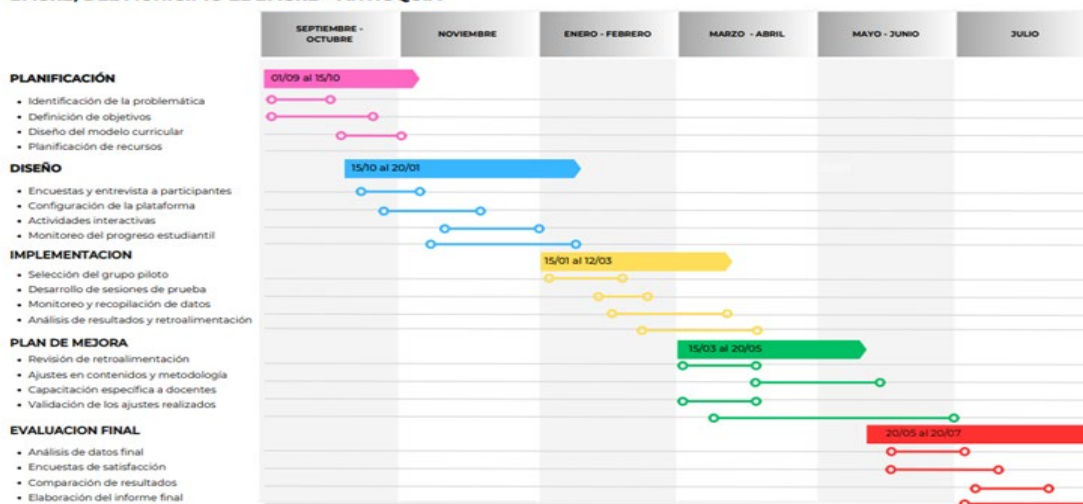 SEPTIEMBRE - OCTUBRE
NOVIEMBRE
ENERO - FEBRERO
MARZO - ABRIL
MAYO - JUNIO
JULIO
PLANIFICACIÓN
01/09 al 15/10
• Identificación de la problemática
• Definición de objetivos
• Diseño del modelo curricular
• Planificación de recursos
DISEÑO
15/10 al 20/01
• Encuestas y entrevista a participantes
• Configuración de la plataforma
• Actividades interactivas
• Monitoreo del progreso estudiantil
IMPLEMENTACION
15/01 al 12/03
• Selección del grupo piloto
• Desarrollo de sesiones de prueba
• Monitoreo y recopilación de datos
• Análisis de resultados y retroalimentación
PLAN DE MEJORA
15/03 al 20/05
• Revisión de retroalimentación
• Ajustes en contenidos y metodología
• Capacitación específica a docentes
• Validación de los ajustes realizados
EVALUACION FINAL
20/05 al 20/07
• Análisis de datos final
• Encuestas de satisfacción
• Comparación de resultados
• Elaboración del informe final